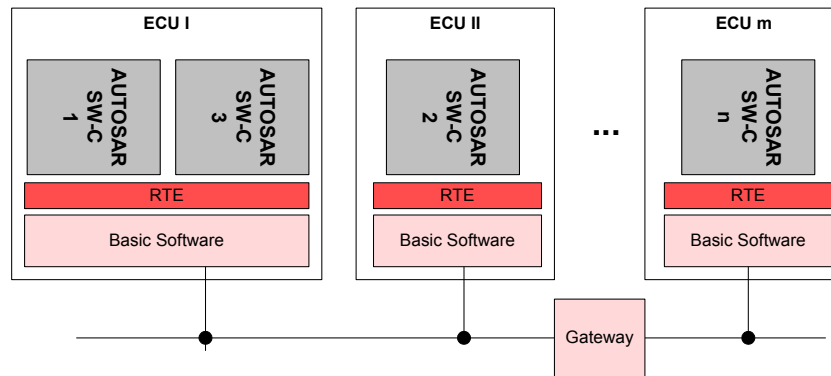 ECU I
AUTOSAR
SW-C
1
AUTOSAR
SW-C
3
RTE
Basic Software
ECU II
AUTOSAR
SW-C
2
RTE
Basic Software
...
ECU m
AUTOSAR
SW-C
n
RTE
Basic Software
Gateway